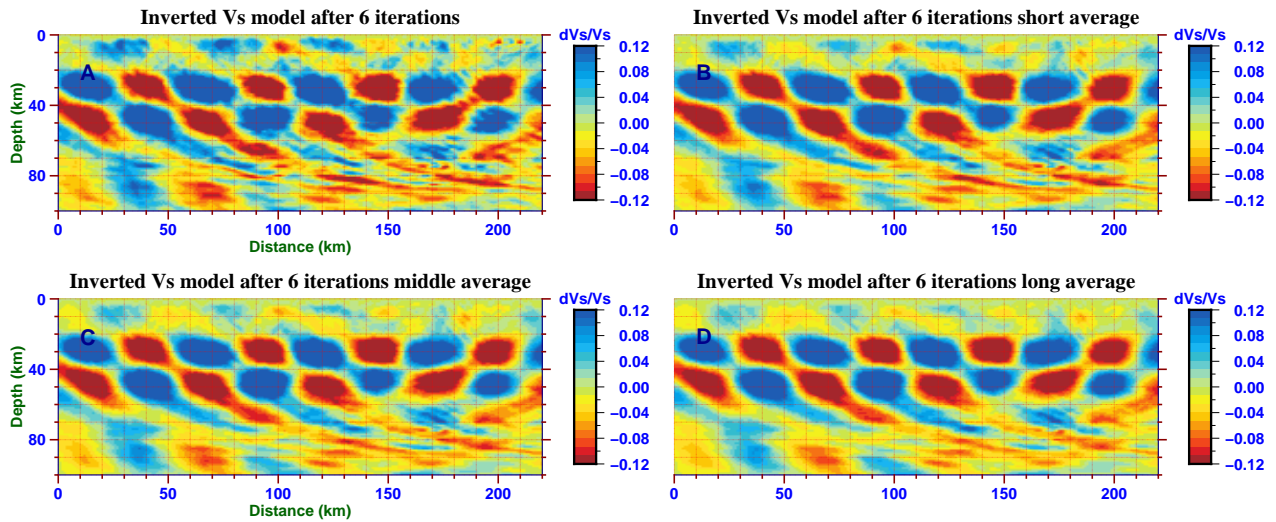 Inverted Vs model after 6 iterations
dVs/Vs
0
40
80
Depth (km)
A
0.12
0.08
0.04
0.00
−0.04
−0.08
−0.12
0 50 100 150 200
Distance (km)
Inverted Vs model after 6 iterations short average
dVs/Vs
B
0.12
0.08
0.04
0.00
−0.04
−0.08
−0.12
0 50 100 150 200
Inverted Vs model after 6 iterations middle average
dVs/Vs
0
40
80
Depth (km)
C
0.12
0.08
0.04
0.00
−0.04
−0.08
−0.12
0 50 100 150 200
Distance (km)
Inverted Vs model after 6 iterations long average
dVs/Vs
D
0.12
0.08
0.04
0.00
−0.04
−0.08
−0.12
0 50 100 150 200